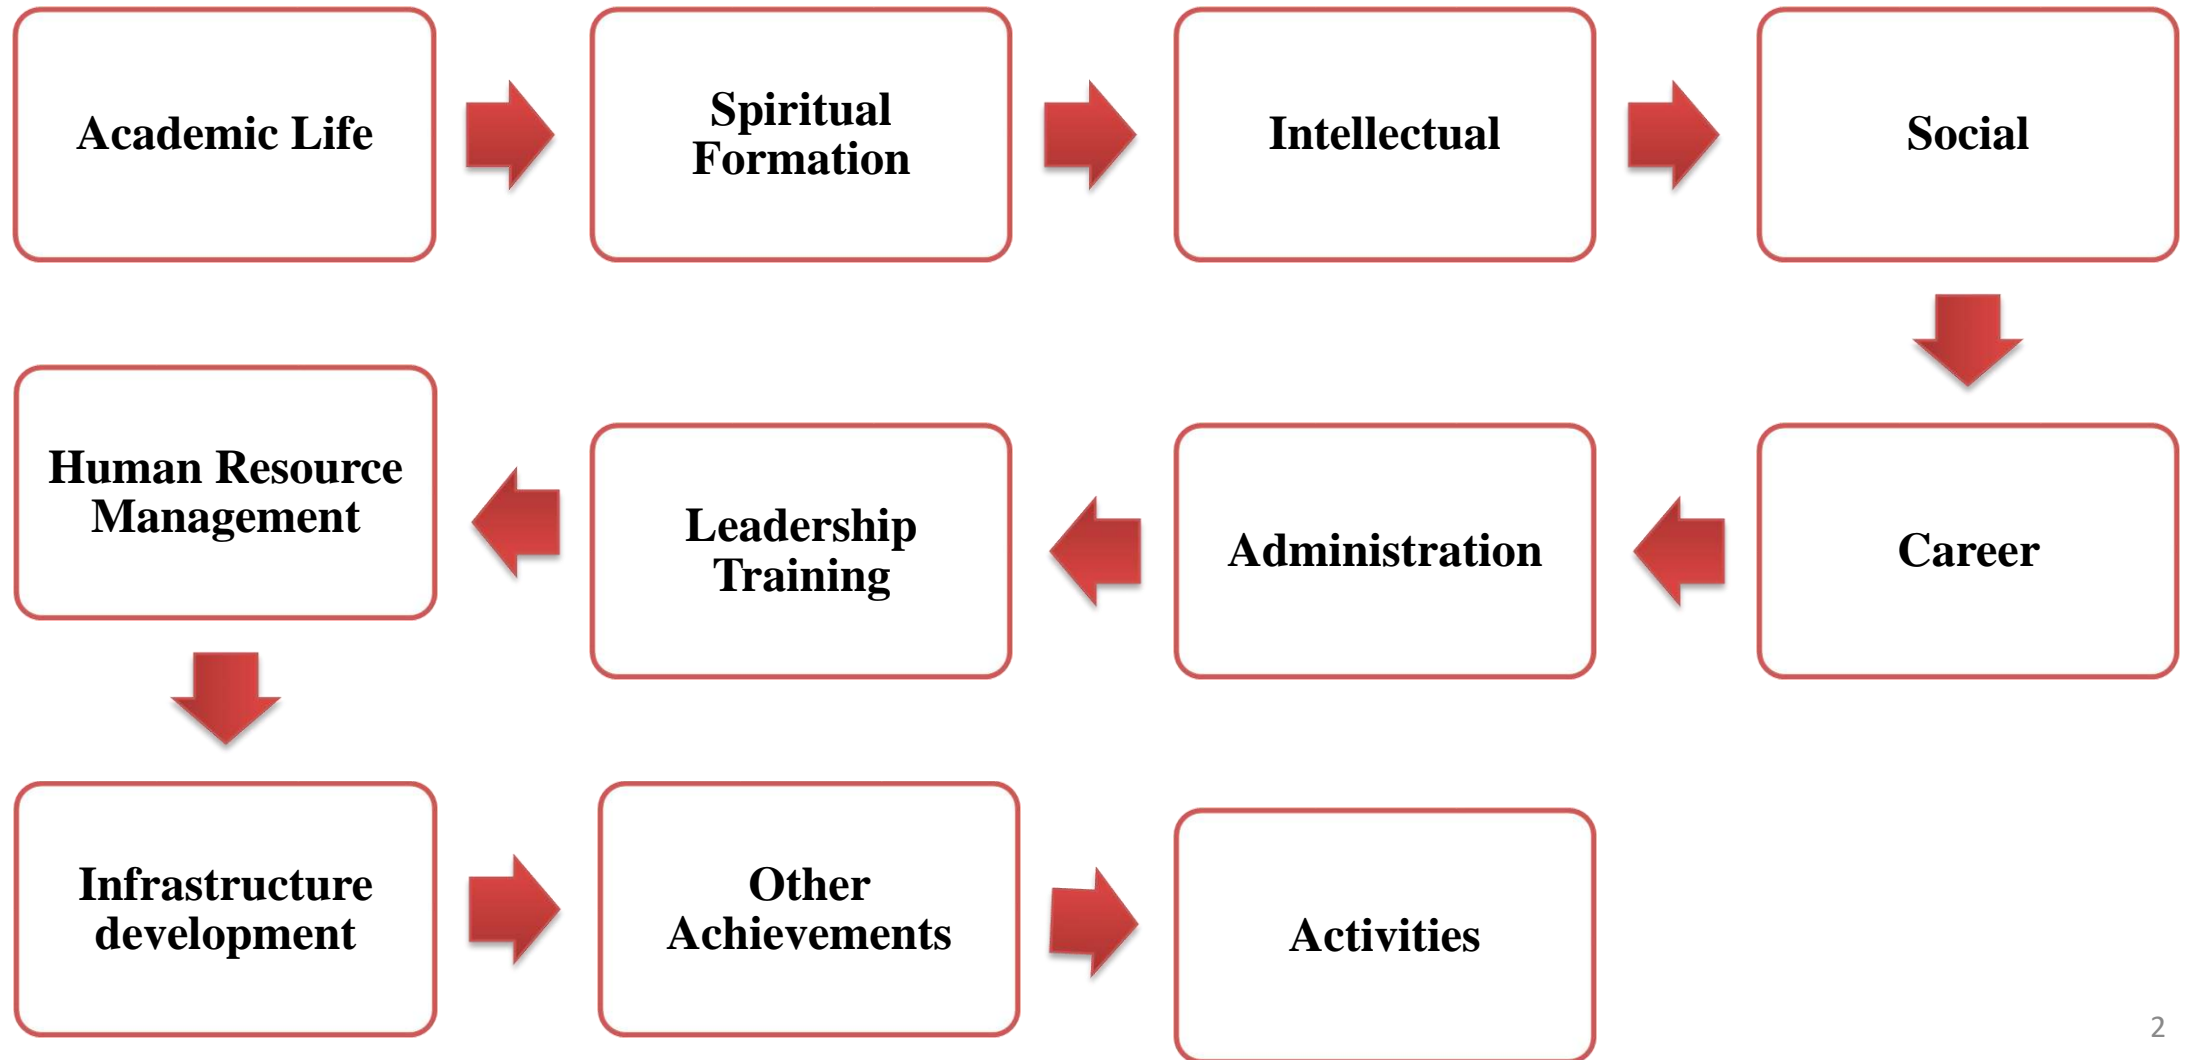 Academic Life
Spiritual
Formation
Intellectual
Social
Career
Administration
Leadership
Training
Human Resource
Management
Infrastructure
development
Other
Achievements
Activities
2